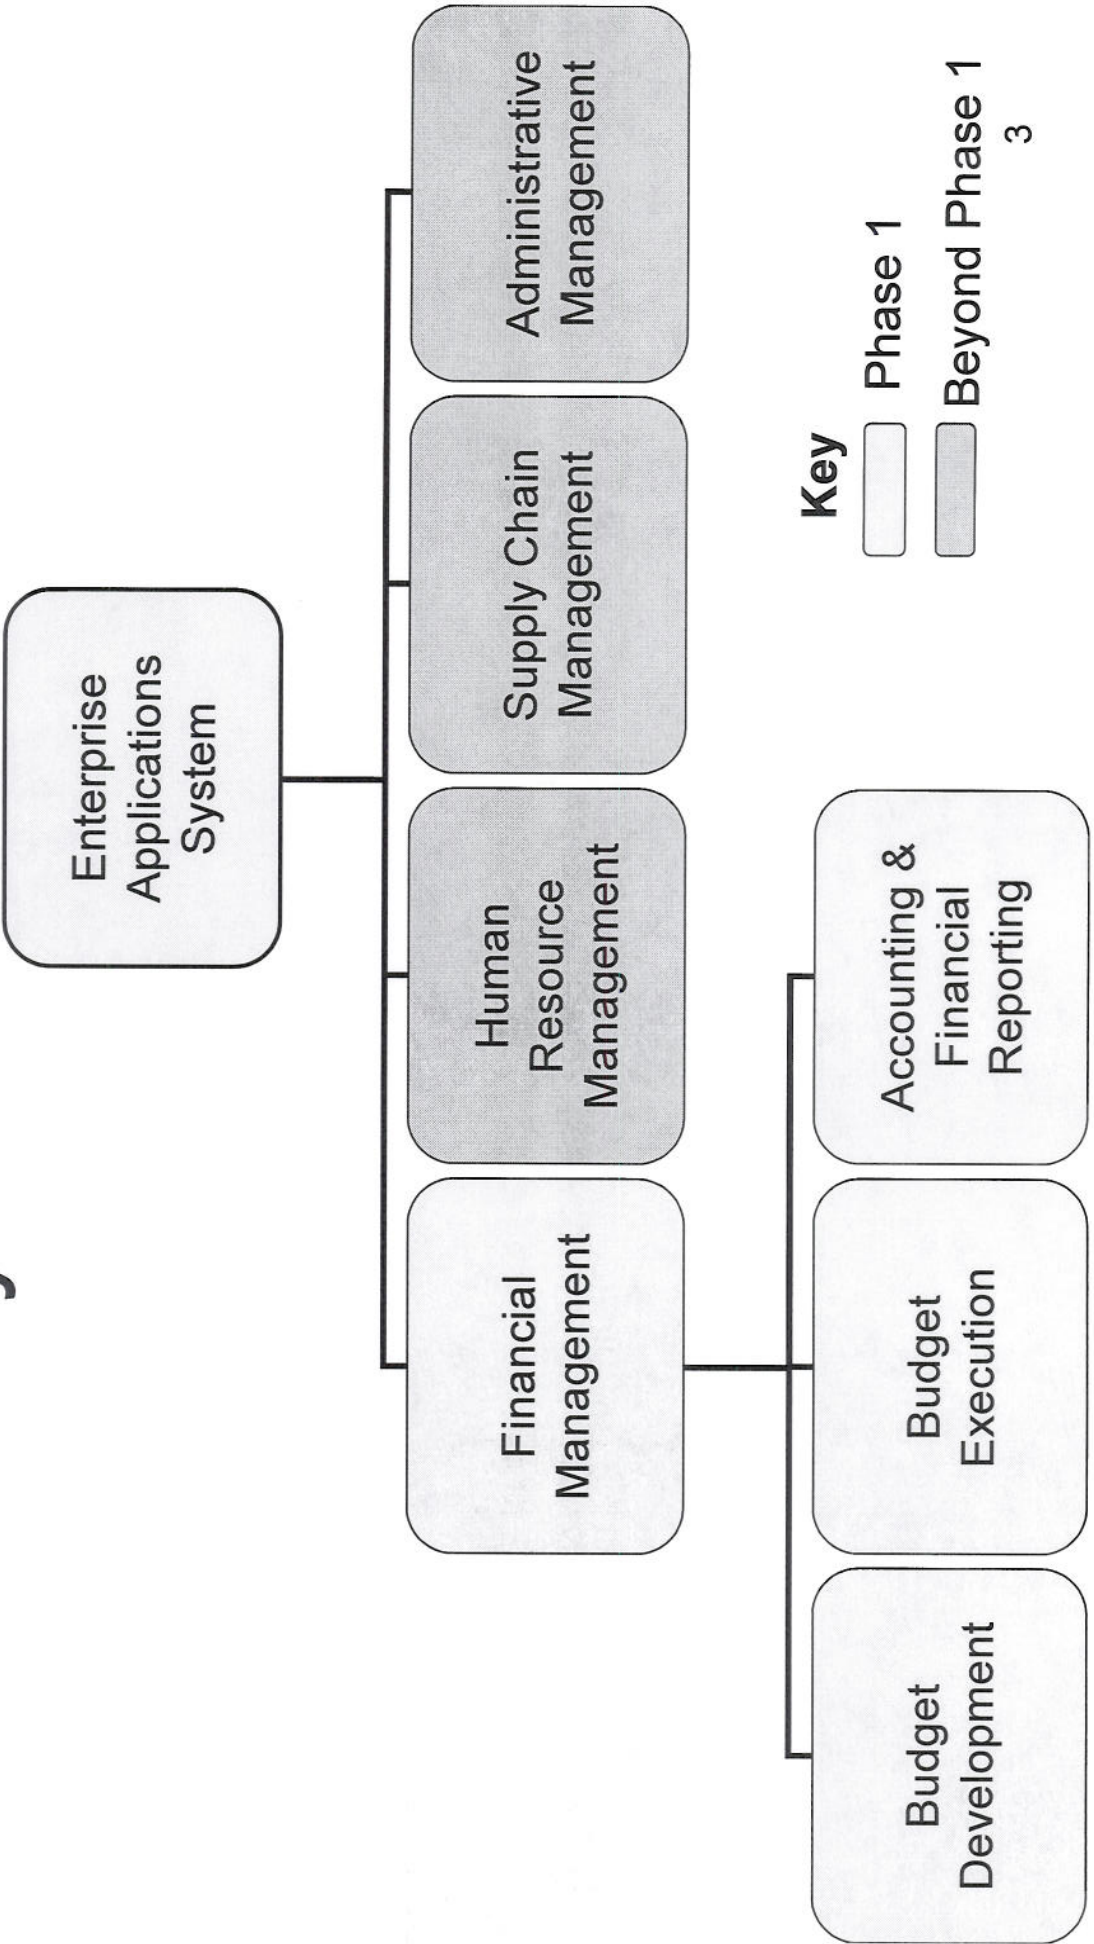 Enterprise
Applications
System
Financial
Management
Human
Resource
Management
Supply Chain
Management
Administrative
Management
Budget
Development
Budget
Execution
Accounting &
Financial
Reporting
Key
Phase 1
Beyond Phase 1
3